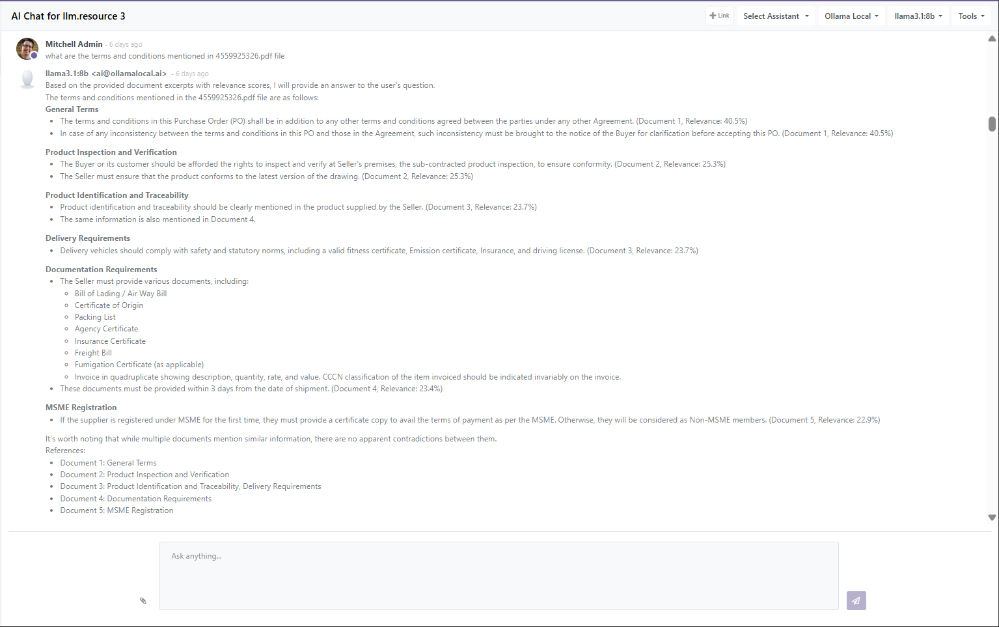 AI Chat for llm.resource 3
Link
Select Assistant
Ollama Local
llama3.1:8b
Tools
Mitchell Admin - 6 days ago
what are the terms and conditions mentioned in 4559925326.pdf file
llama3.1:8b <ai@ollamalocal.ai> - 6 days ago
Based on the provided document excerpts with relevance scores, I will provide an answer to the user's question.
The terms and conditions mentioned in the 4559925326.pdf file are as follows:
General Terms
• The terms and conditions in this Purchase Order (PO) shall be in addition to any other terms and conditions agreed between the parties under any other Agreement. (Document 1, Relevance: 40.5%)
• In case of any inconsistency between the terms and conditions in this PO and those in the Agreement, such inconsistency must be brought to the notice of the Buyer for clarification before accepting this PO. (Document 1, Relevance: 40.5%)
Product Inspection and Verification
• The Buyer or its customer should be afforded the rights to inspect and verify at Seller's premises, the sub-contracted product inspection, to ensure conformity. (Document 2, Relevance: 25.3%)
• The Seller must ensure that the product conforms to the latest version of the drawing. (Document 2, Relevance: 25.3%)
Product Identification and Traceability
• Product identification and traceability should be clearly mentioned in the product supplied by the Seller. (Document 3, Relevance: 23.7%)
• The same information is also mentioned in Document 4.
Delivery Requirements
• Delivery vehicles should comply with safety and statutory norms, including a valid fitness certificate, Emission certificate, Insurance, and driving license. (Document 3, Relevance: 23.7%)
Documentation Requirements
• The Seller must provide various documents, including:
◦ Bill of Lading / Air Way Bill
◦ Certificate of Origin
◦ Packing List
◦ Agency Certificate
◦ Insurance Certificate
◦ Freight Bill
◦ Fumigation Certificate (as applicable)
◦ Invoice in quadruplicate showing description, quantity, rate, and value. CCCN classification of the item invoiced should be indicated invariably on the invoice.
• These documents must be provided within 3 days from the date of shipment. (Document 4, Relevance: 23.4%)
MSME Registration
• If the supplier is registered under MSME for the first time, they must provide a certificate copy to avail the terms of payment as per the MSME. Otherwise, they will be considered as Non-MSME members. (Document 5, Relevance: 22.9%)
It's worth noting that while multiple documents mention similar information, there are no apparent contradictions between them.
References:
• Document 1: General Terms
• Document 2: Product Inspection and Verification
• Document 3: Product Identification and Traceability, Delivery Requirements
• Document 4: Documentation Requirements
• Document 5: MSME Registration
Ask anything...